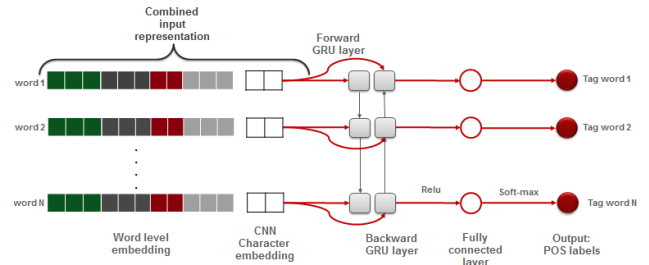 Combined
input
representation
Forward
GRU layer
word 1
Tag word 1
word 2
Tag word 2
word N
Relu
Soft-max
Tag word N
Word level
embedding
CNN
Character
embedding
Backward
GRU layer
Fully
connected
layer
Output:
POS labels